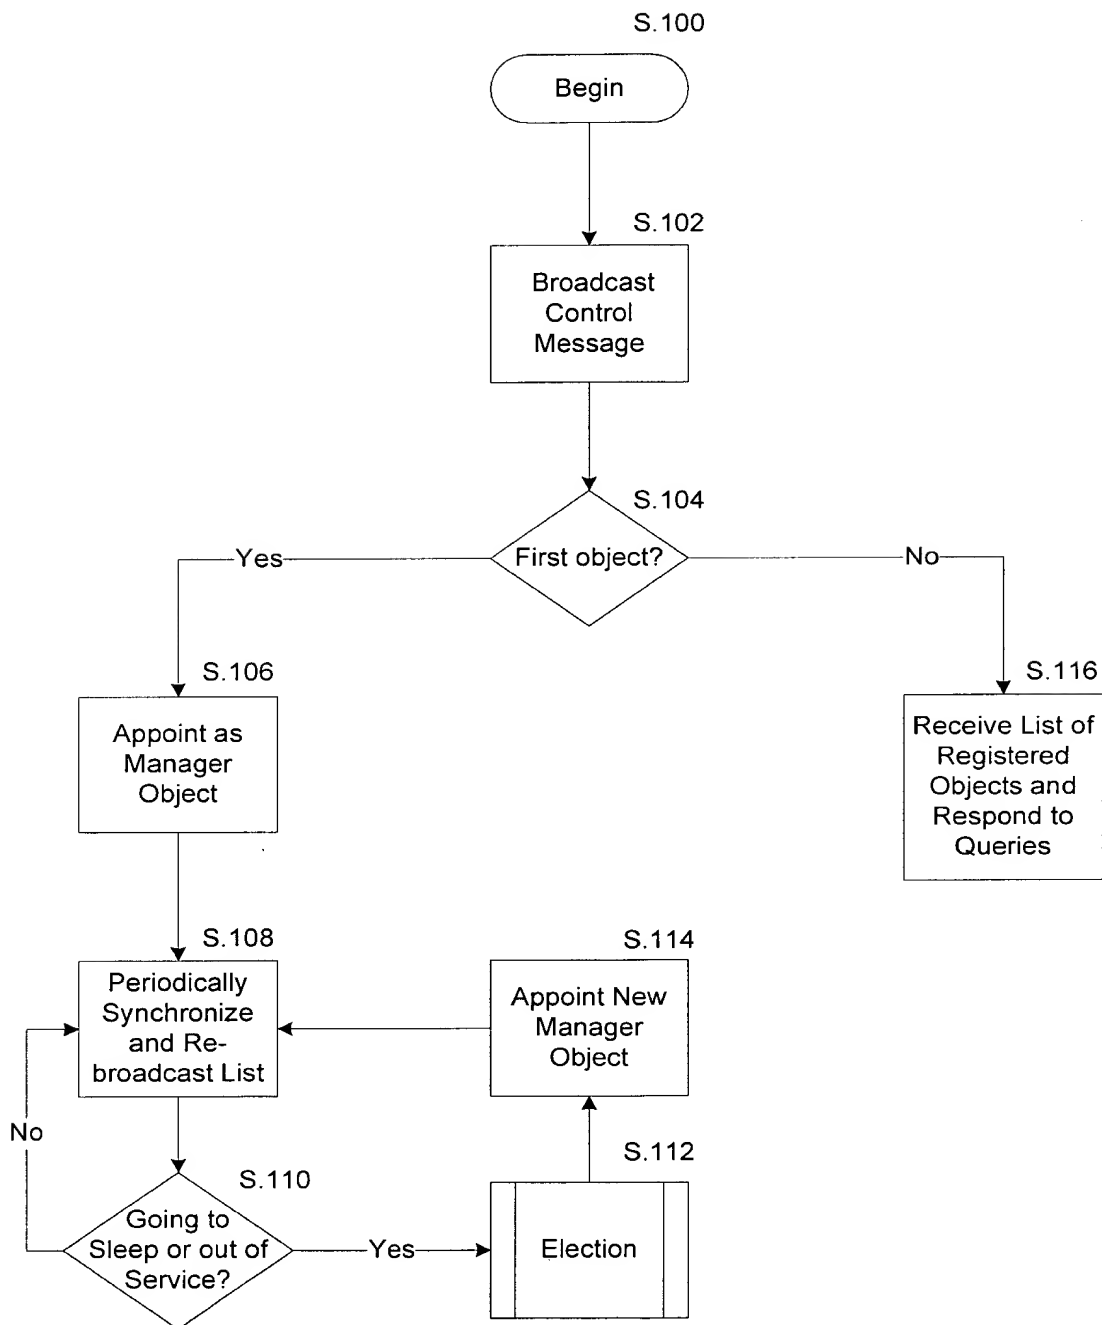 S.100
Begin
S.102
Broadcast
Control
Message
S.104
First object?
Yes
No
S.106
Appoint as
Manager
Object
S.116
Receive List of
Registered
Objects and
Respond to
Queries
S.108
Periodically
Synchronize
and Re-
broadcast List
S.114
Appoint New
Manager
Object
No
S.110
Going to
Sleep or out of
Service?
Yes
S.112
Election